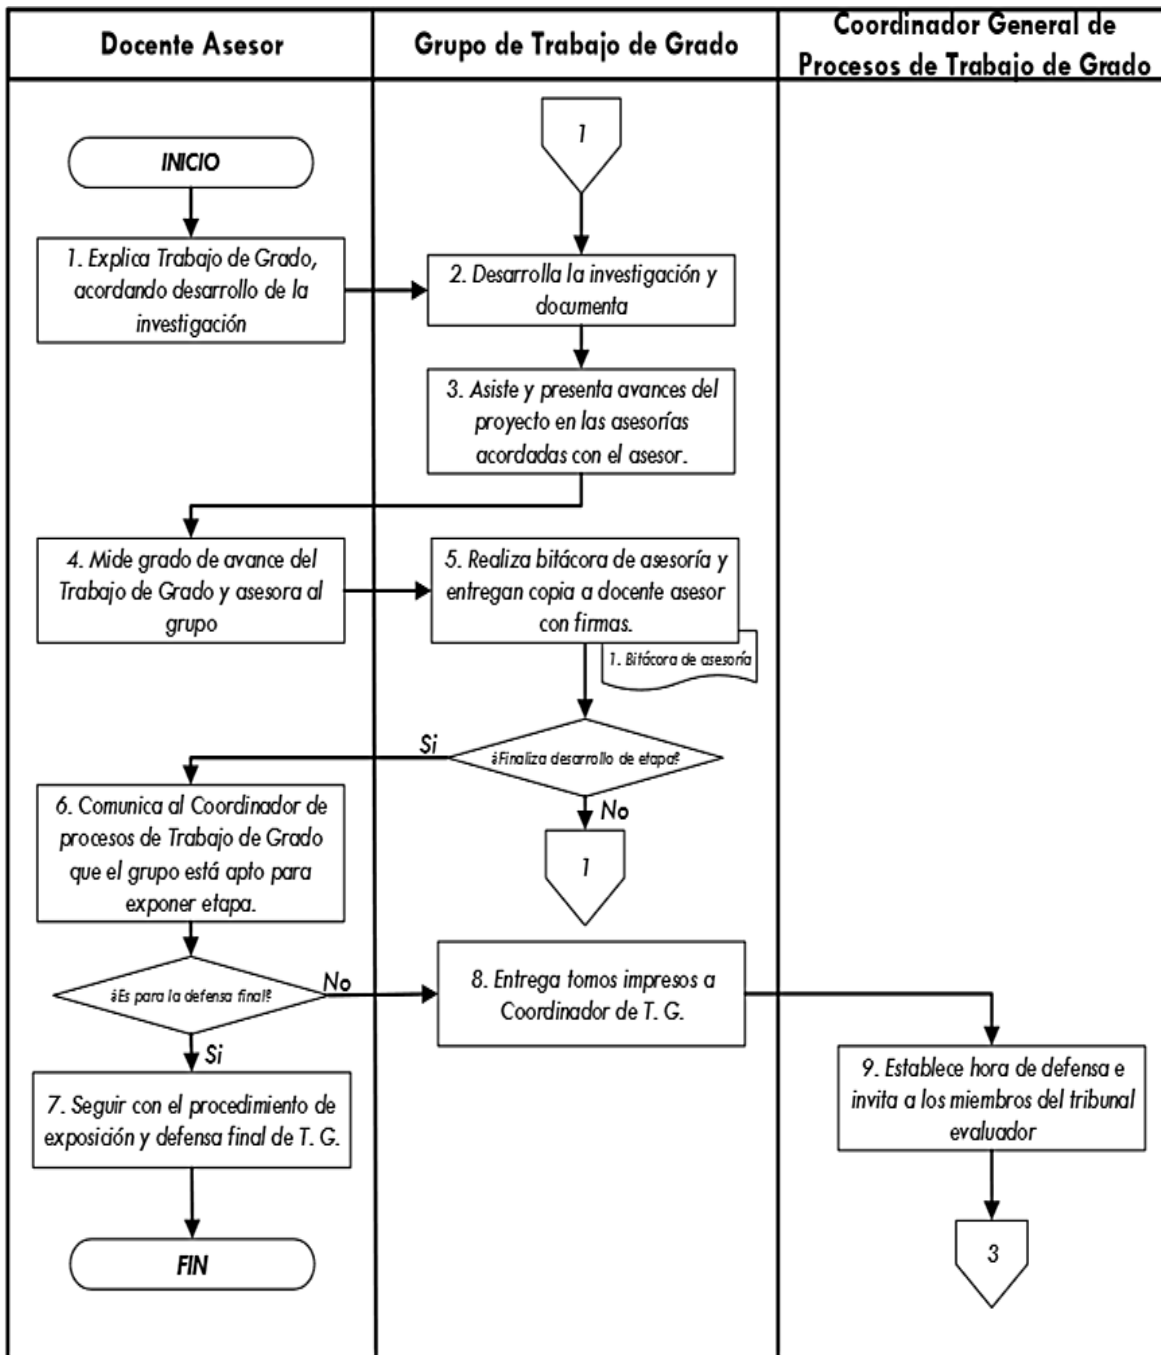 Docente Asesor
Grupo de Trabajo de Grado
Coordinador General de
Procesos de Trabajo de Grado
1
INICIO
1. Explica Trabajo de Grado,
acordando desarrollo de la
investigación
2. Desarrolla la investigación y
documenta
3. Asiste y presenta avances del
proyecto en las asesorías
acordadas con el asesor.
4. Mide grado de avance del
Trabajo de Grado y asesora al
grupo
5. Realiza bitácora de asesoría y
entregan copia a docente asesor
con firmas.
1. Bitácora de asesoría
¿Finaliza desarrollo de etapa?
Si
No
1
6. Comunica al Coordinador de
procesos de Trabajo de Grado
que el grupo está apto para
exponer etapa.
¿Es para la defensa final?
No
Si
8. Entrega tomos impresos a
Coordinador de T. G.
7. Seguir con el procedimiento de
exposición y defensa final de T. G.
9. Establece hora de defensa e
invita a los miembros del tribunal
evaluador
FIN
3